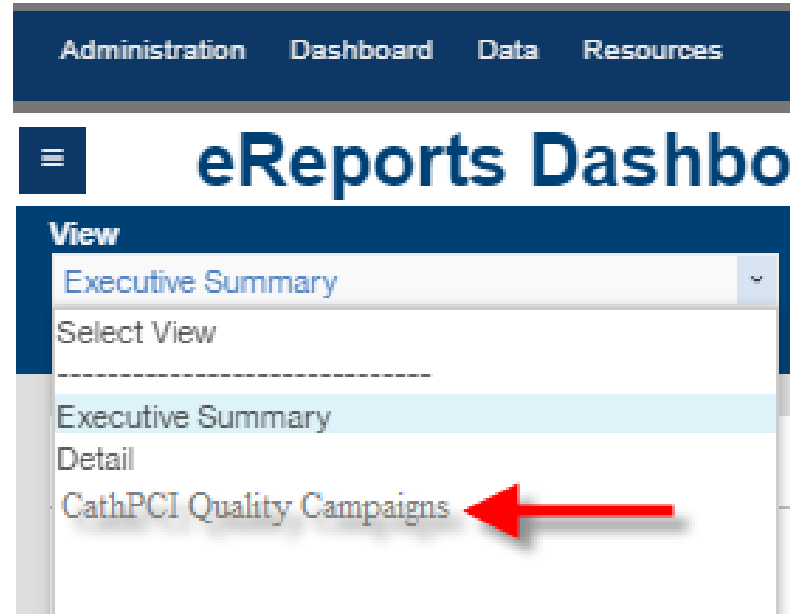 Administration Dashboard Data Resources
eReports Dashbo
View
Executive Summary
Select View
------------------------------
Executive Summary
Detail
CathPCI Quality Campaigns